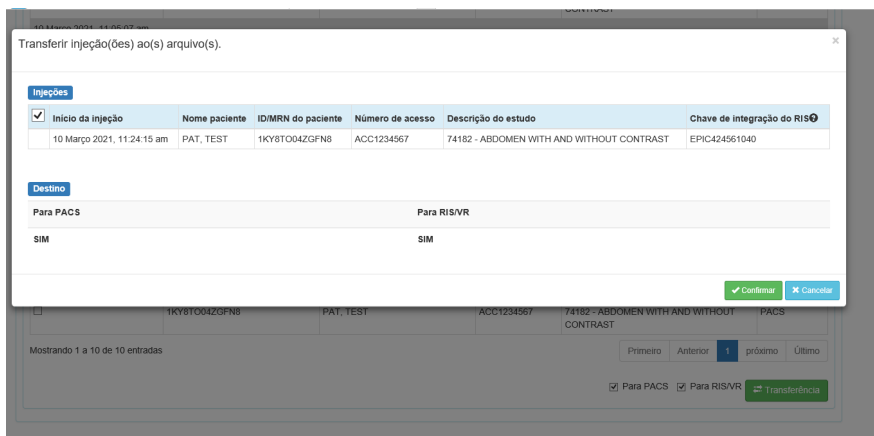 CONTRAST
10 Março 2021, 11:05:07 am
Transferir injeção(ões) ao(s) arquivo(s).
×
Injeções
Início da injeção Nome paciente ID/MRN do paciente Número de acesso Descrição do estudo Chave de integração do RIS
10 Março 2021, 11:24:15 am PAT, TEST 1KY8TO04ZGFN8 ACC1234567 74182 - ABDOMEN WITH AND WITHOUT CONTRAST EPIC424561040
Destino
Para PACS Para RIS/VR
SIM SIM
Confirmar Cancelar
1KY8TO04ZGFN8 PAT, TEST ACC1234567 74182 - ABDOMEN WITH AND WITHOUT PACS
CONTRAST
Mostrando 1 a 10 de 10 entradas Primeiro Anterior 1 próximo Último
Para PACS Para RIS/VR Transferência